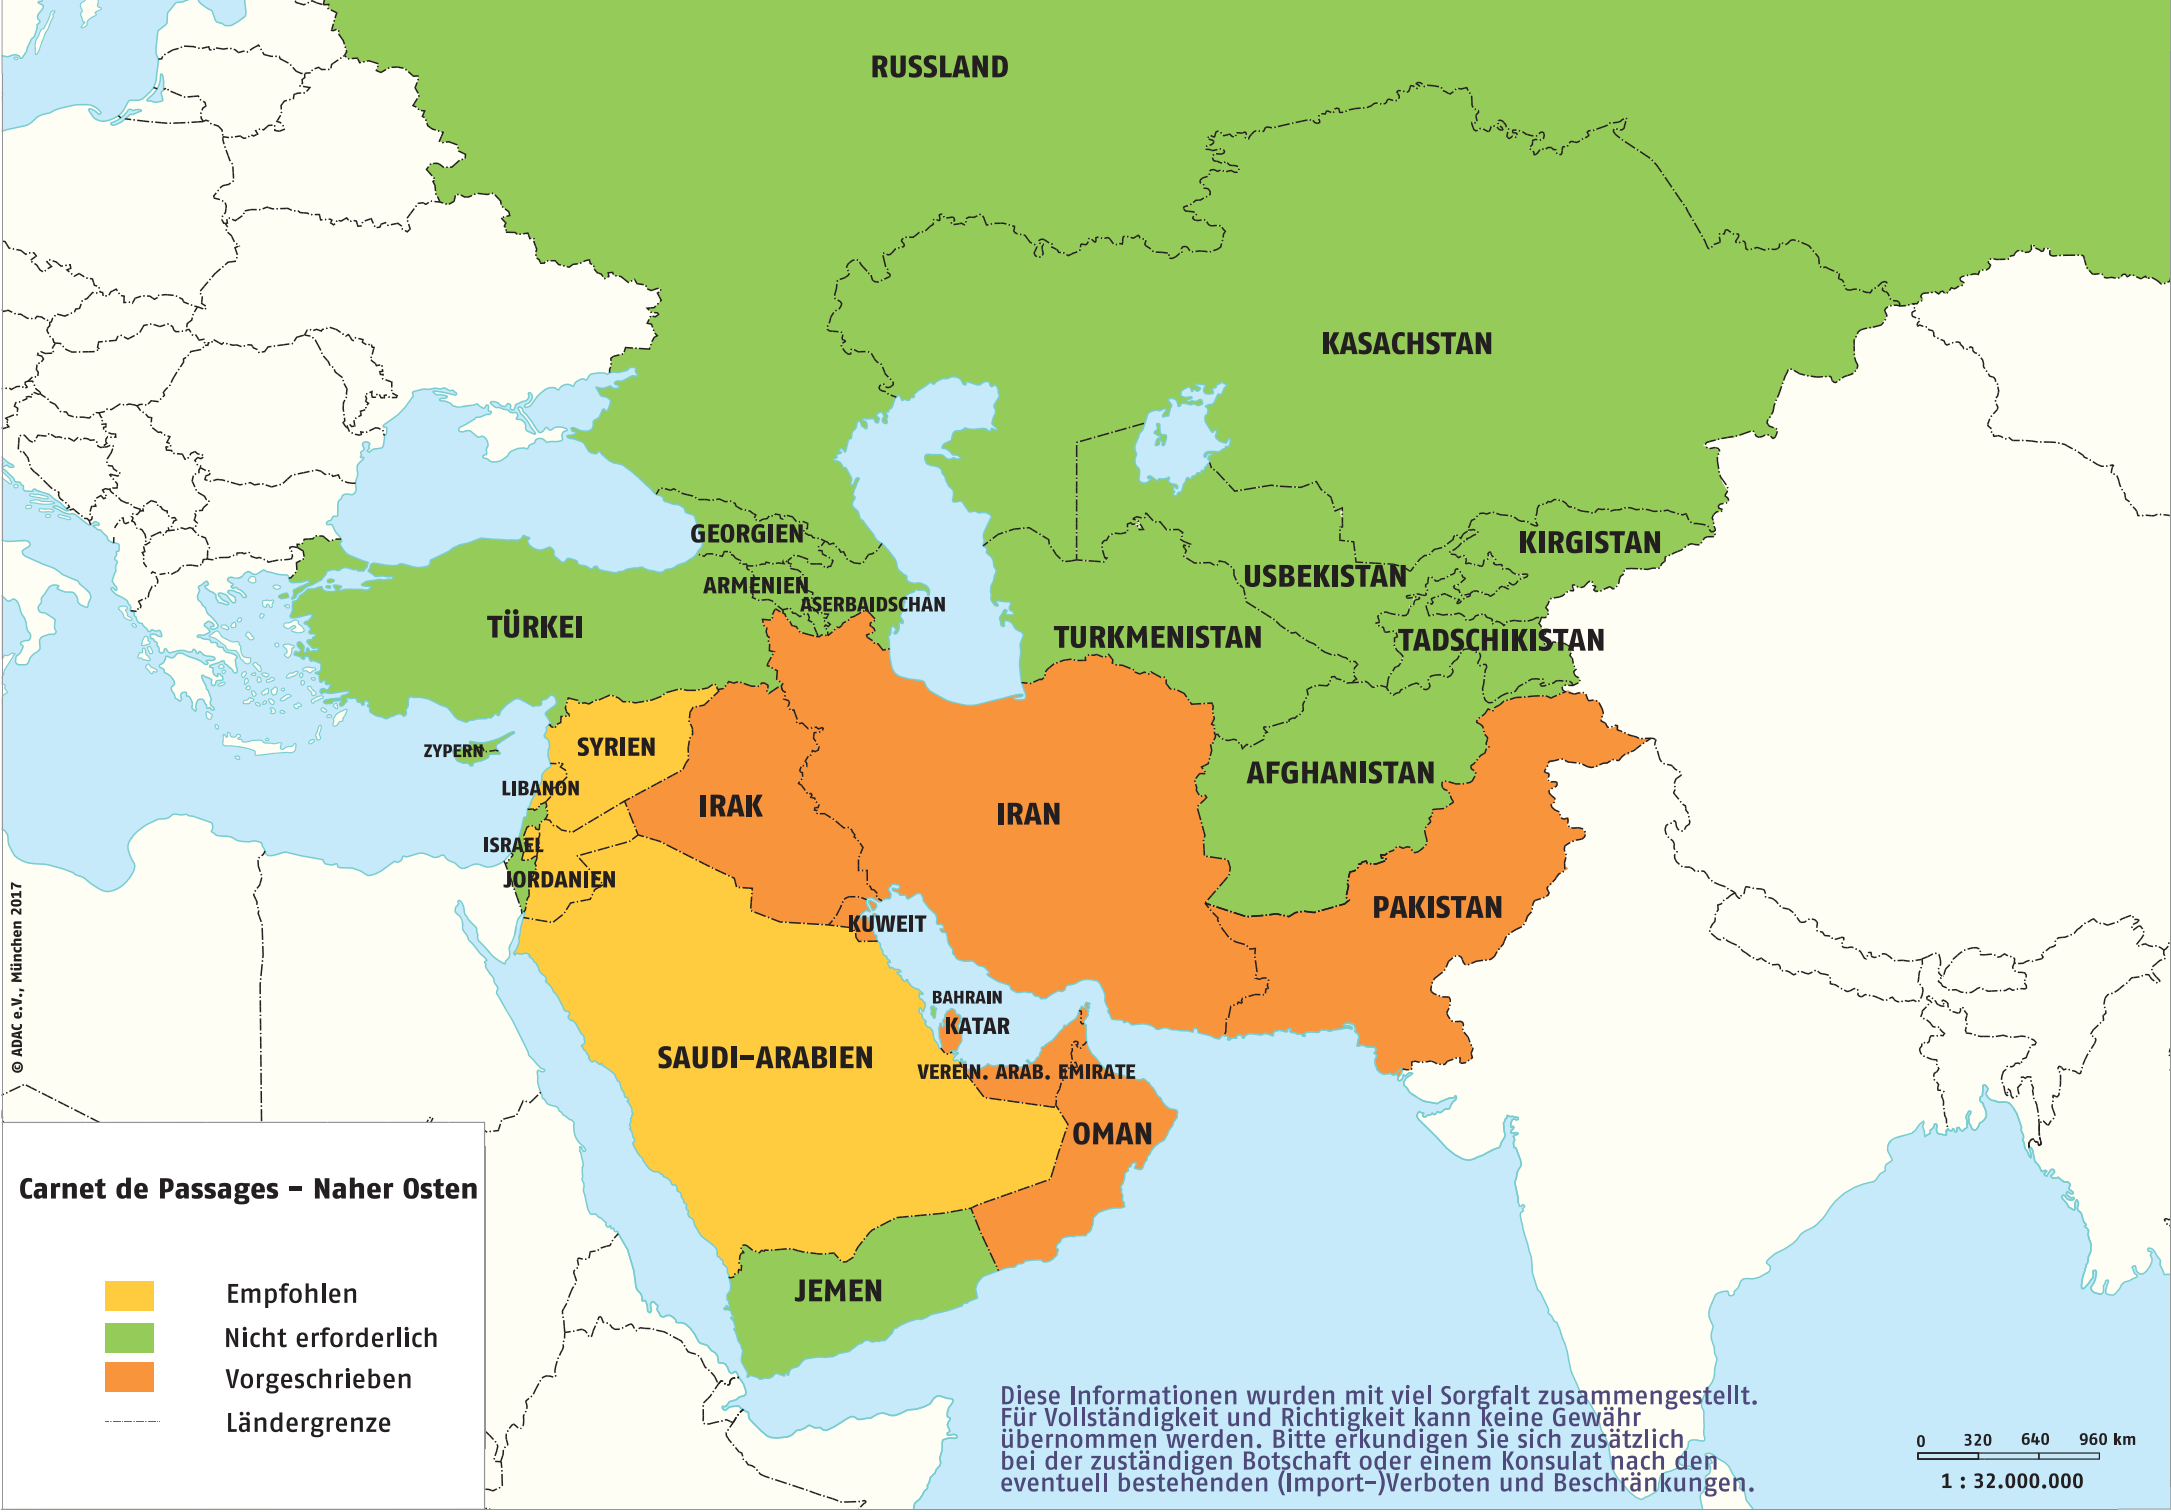 RUSSLAND
KASACHSTAN
GEORGIEN
KIRGISTAN
USBEKISTAN
ARMENIEN
ASERBAIDSCHAN
TÜRKEI
TURKMENISTAN
TADSCHIKISTAN
SYRIEN
ZYPERN
AFGHANISTAN
LIBANON
IRAK
IRAN
ISRAEL
JORDANIEN
PAKISTAN
KUWEIT
BAHRAIN
KATAR
SAUDI-ARABIEN
VEREIN. ARAB. EMIRATE
OMAN
JEMEN
© ADAC e.V., München 2017
Carnet de Passages – Naher Osten
Empfohlen
Nicht erforderlich
Vorgeschrieben
Ländergrenze
Diese Informationen wurden mit viel Sorgfalt zusammengestellt.
Für Vollständigkeit und Richtigkeit kann keine Gewähr
übernommen werden. Bitte erkundigen Sie sich zusätzlich
bei der zuständigen Botschaft oder einem Konsulat nach den
eventuell bestehenden (Import-)Verboten und Beschränkungen.
0 320 640 960 km
1 : 32.000.000